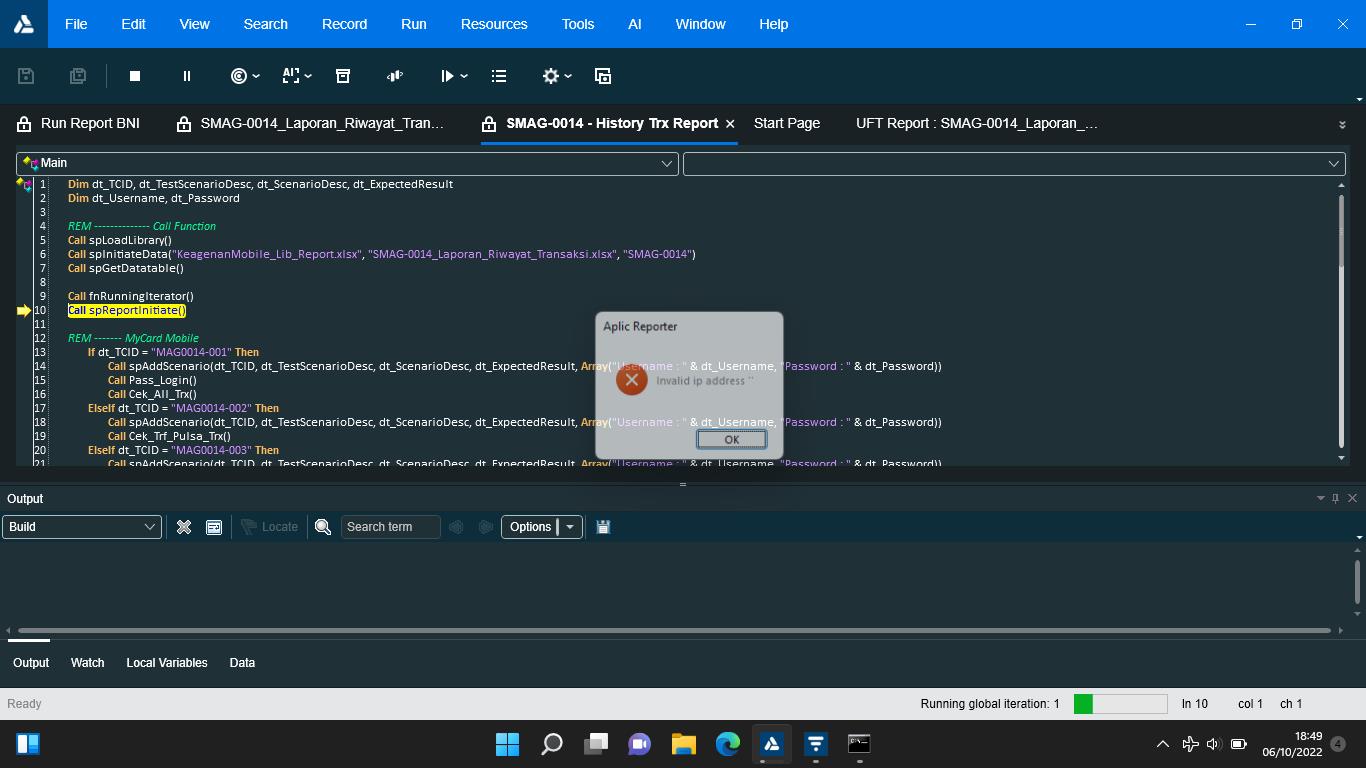 File Edit View Search Record Run Resources Tools AI Window Help
Run Report BNI SMAG-0014_Laporan_Riwayat_Tran... SMAG-0014 - History Trx Report × Start Page UFT Report : SMAG-0014_Laporan_...
Main
1 Dim dt_TCID, dt_TestScenarioDesc, dt_ScenarioDesc, dt_ExpectedResult
2 Dim dt_Username, dt_Password
3
4 REM -------------- Call Function
5 Call spLoadLibrary()
6 Call spInitiateData("KeagenanMobile_Lib_Report.xlsx", "SMAG-0014_Laporan_Riwayat_Transaksi.xlsx", "SMAG-0014")
7 Call spGetDatatable()
8
9 Call fnRunningIterator()
10 Call spReportInitiate()
11
12 REM ------- MyCard Mobile
13 If dt_TCID = "MAG0014-001" Then
14 Call spAddScenario(dt_TCID, dt_TestScenarioDesc, dt_ScenarioDesc, dt_ExpectedResult, Array("Username : " & dt_Username, "Password : " & dt_Password))
15 Call Pass_Login()
16 Call Cek_All_Trx()
17 ElseIf dt_TCID = "MAG0014-002" Then
18 Call spAddScenario(dt_TCID, dt_TestScenarioDesc, dt_ScenarioDesc, dt_ExpectedResult, Array("Username : " & dt_Username, "Password : " & dt_Password))
19 Call Cek_Trf_Pulsa_Trx()
20 ElseIf dt_TCID = "MAG0014-003" Then
21 Call spAddScenario(dt_TCID, dt_TestScenarioDesc, dt_ScenarioDesc, dt_ExpectedResult, Array("Username : " & dt_Username, "Password : " & dt_Password))
Aplic Reporter
Invalid ip address ''
OK
Output
Build Locate Search term Options
Output Watch Local Variables Data
Ready Running global iteration: 1 ln 10 col 1 ch 1
18:49
06/10/2022 4